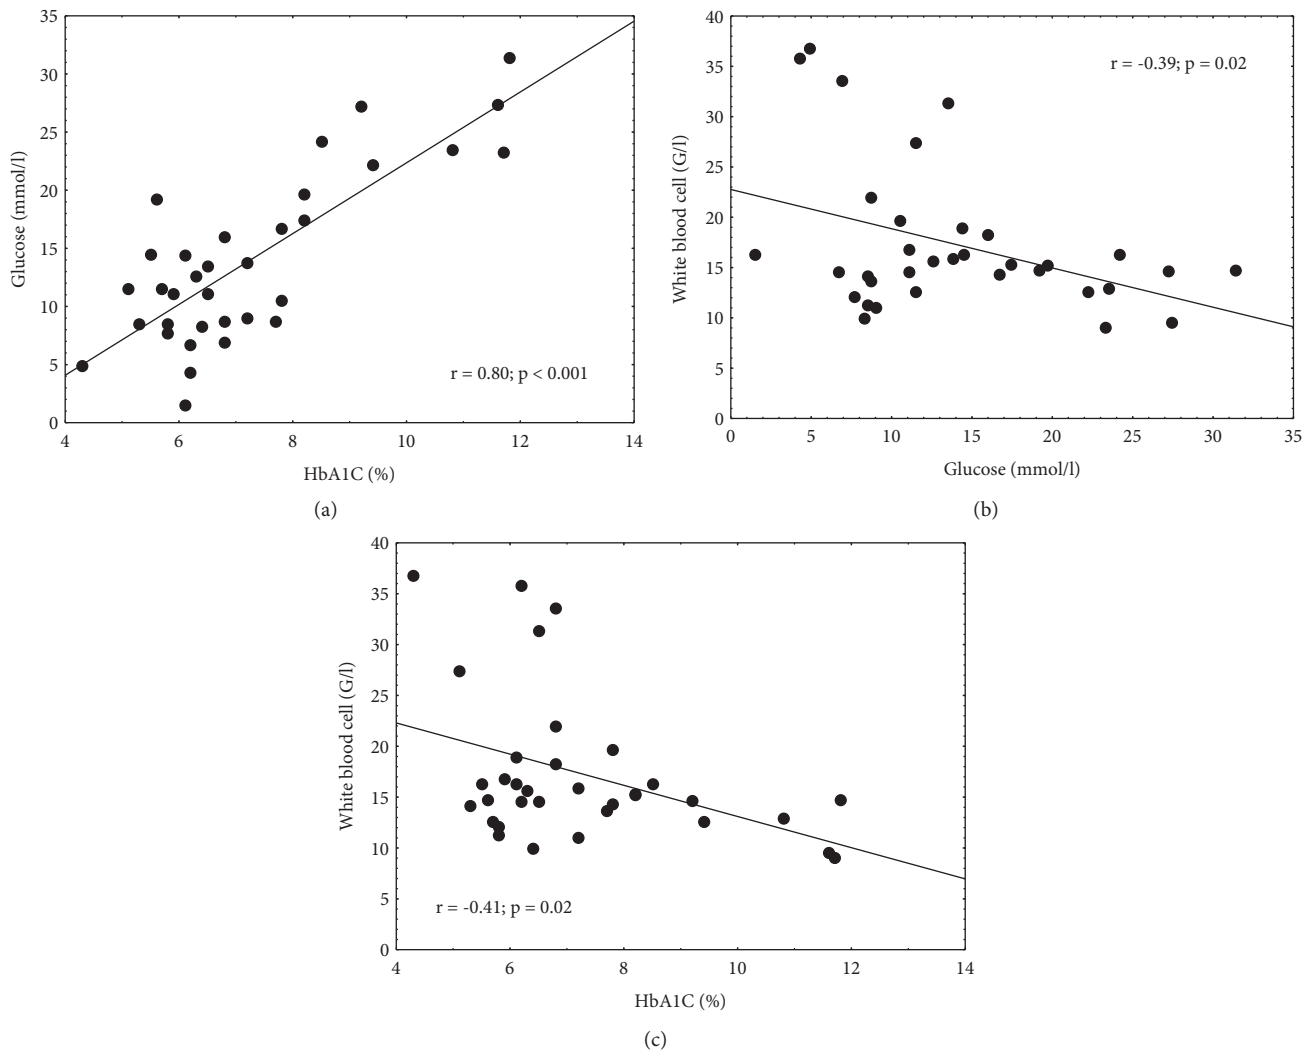 35
30
25
20
15
10
5
0
Glucose (mmol/l)
r = 0.80; p < 0.001
4 6 8 10 12 14
HbA1C (%)
(a)
40
35
30
25
20
15
10
5
0
White blood cell (G/l)
r = -0.39; p = 0.02
0 5 10 15 20 25 30 35
Glucose (mmol/l)
(b)
40
35
30
25
20
15
10
5
0
White blood cell (G/l)
r = -0.41; p = 0.02
4 6 8 10 12 14
HbA1C (%)
(c)